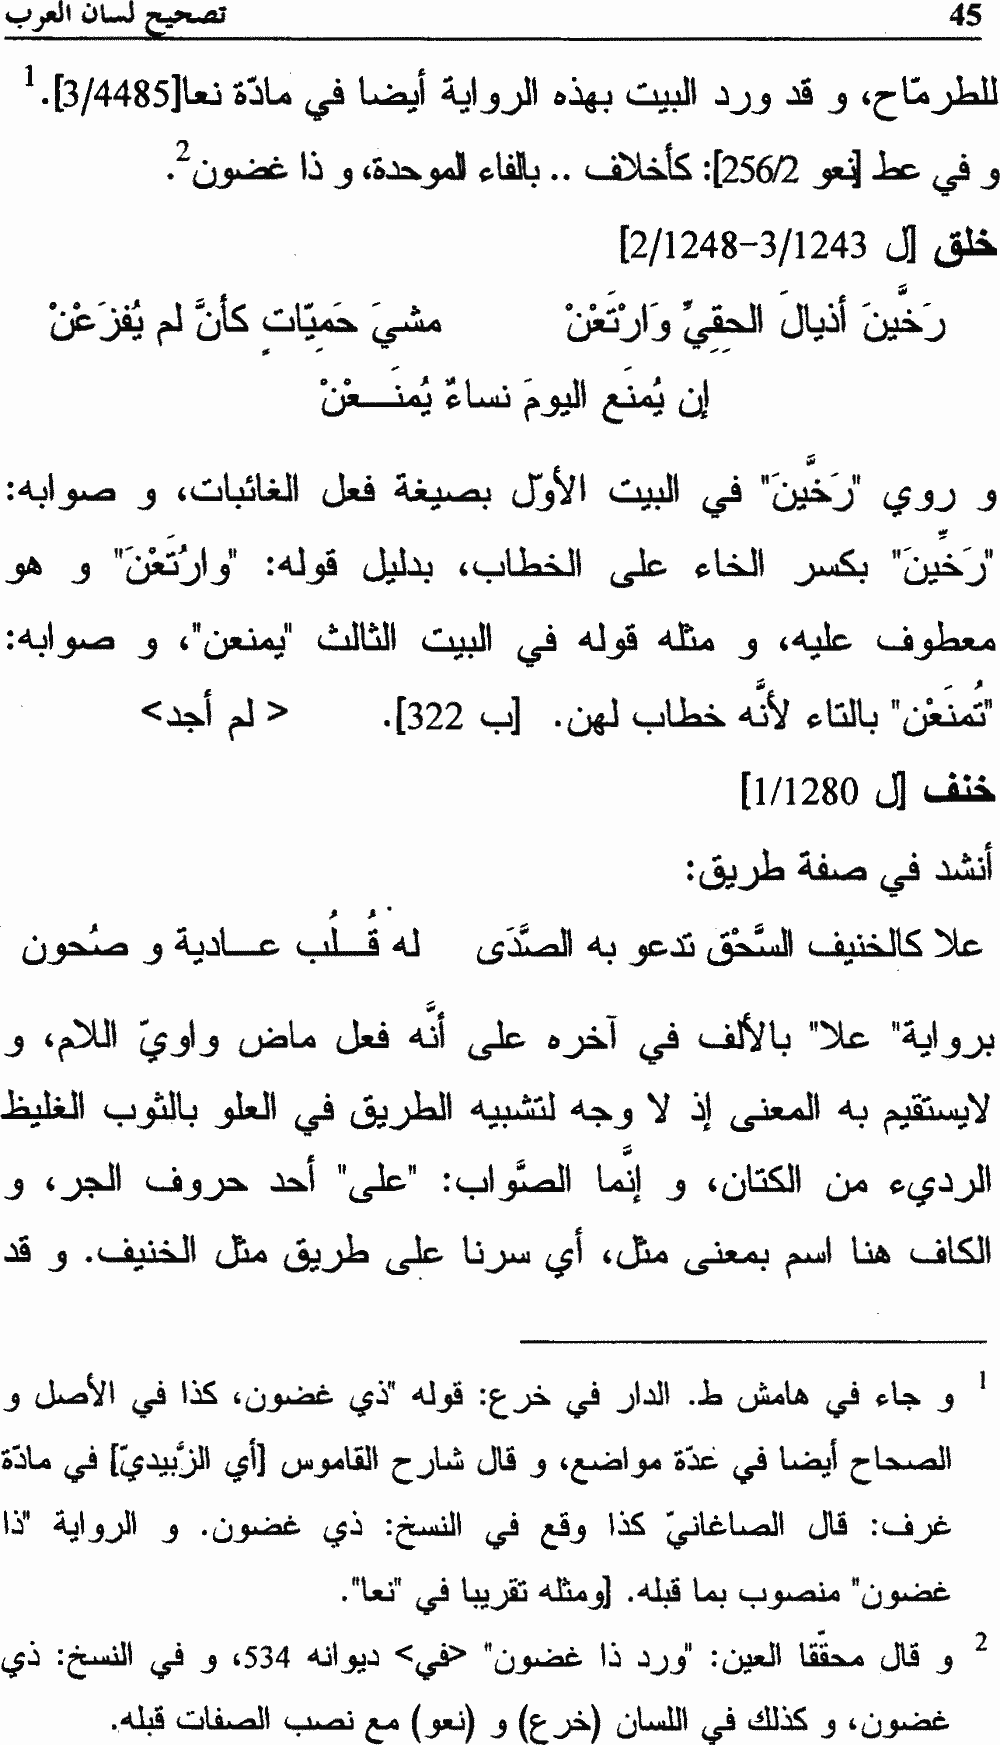 45 تصحيح لسان العرب
للطرمّاح، و قد ورد البيت بهذه الرواية أيضا في مادّة نعا[3/4485].1
و في عط [نعو 256/2]: كأخلاف .. بالفاء الموحدة، و ذا غضون2.
خلق [ل 1243/3-1248/2]
رَخَّينَ أذيالَ الحِقِيِّ وَارْتَعْنْ مشيَ حَمِيّاتٍ كأنَّ لم يُفزَعْنْ
إن يُمنَع اليومَ نساءٌ يُمنَـــعْنْ
و روي "رَخَّينَ" في البيت الأوّل بصيغة فعل الغائبات، و صوابه:
"رَخِّينَ" بكسر الخاء على الخطاب، بدليل قوله: "وارْتَعْنَ" و هو
معطوف عليه، و مثله قوله في البيت الثالث "يمنعن"، و صوابه:
"تُمنَعْن" بالتاء لأنَّه خطاب لهن. [ب 322]. < لم أجد>
خنف [ل 1/1280]
أنشد في صفة طريق:
علا كالخنيف السَّحْق تدعو به الصَّدَى له قُـــلُب عـــادية و صُحون
برواية" علا" بالألف في آخره على أنَّه فعل ماض واويّ اللام، و
لايستقيم به المعنى إذ لا وجه لتشبيه الطريق في العلو بالثوب الغليظ
الرديء من الكتان، و إنَّما الصَّواب: "على" أحد حروف الجر، و
الكاف هنا اسم بمعنى مثل، أي سرنا على طريق مثل الخنيف. و قد
1 و جاء في هامش ط. الدار في خرع: قوله "ذي غضون، كذا في الأصل و
الصحاح أيضا في عدّة مواضع، و قال شارح القاموس [أي الزَّبيديّ] في مادّة
غرف: قال الصاغانيّ كذا وقع في النسخ: ذي غضون. و الرواية "ذا
غضون" منصوب بما قبله. [ومثله تقريبا في "نعا".
2 و قال محقّقا العين: "ورد ذا غضون" <في> ديوانه 534، و في النسخ: ذي
غضون، و كذلك في اللسان (خرع) و (نعو) مع نصب الصفات قبله.